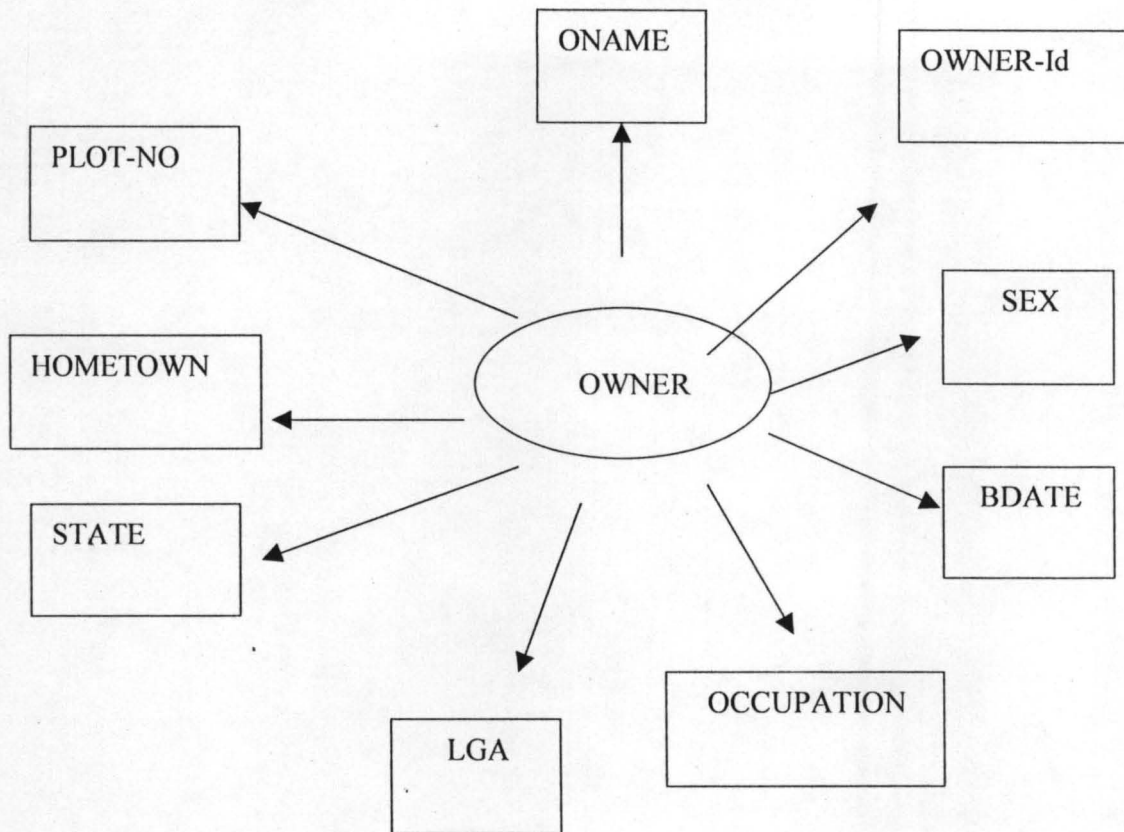 ONAME
OWNER-Id
PLOT-NO
SEX
HOMETOWN
OWNER
BDATE
STATE
OCCUPATION
LGA